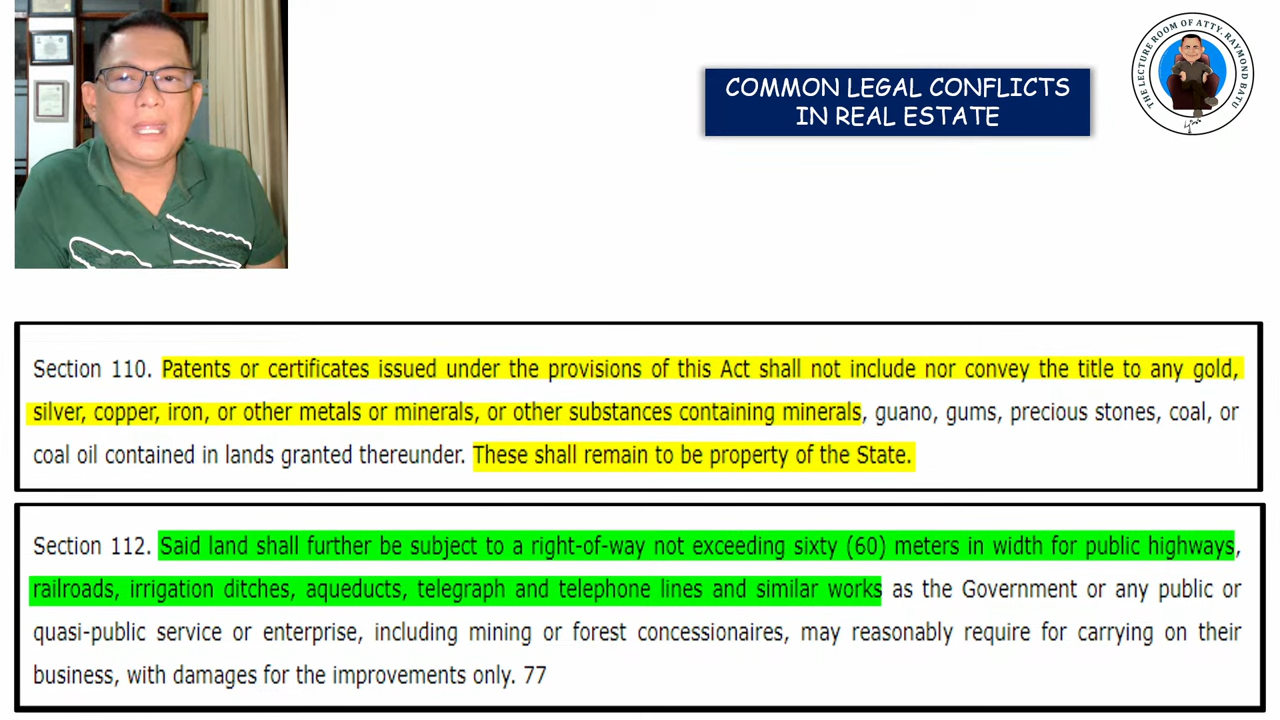 COMMON LEGAL CONFLICTS
IN REAL ESTATE
THE LECTURE ROOM OF ATTY. RAYMOND BATU
Section 110. Patents or certificates issued under the provisions of this Act shall not include nor convey the title to any gold,
silver, copper, iron, or other metals or minerals, or other substances containing minerals, guano, gums, precious stones, coal, or
coal oil contained in lands granted thereunder. These shall remain to be property of the State.
Section 112. Said land shall further be subject to a right-of-way not exceeding sixty (60) meters in width for public highways,
railroads, irrigation ditches, aqueducts, telegraph and telephone lines and similar works as the Government or any public or
quasi-public service or enterprise, including mining or forest concessionaires, may reasonably require for carrying on their
business, with damages for the improvements only. 77